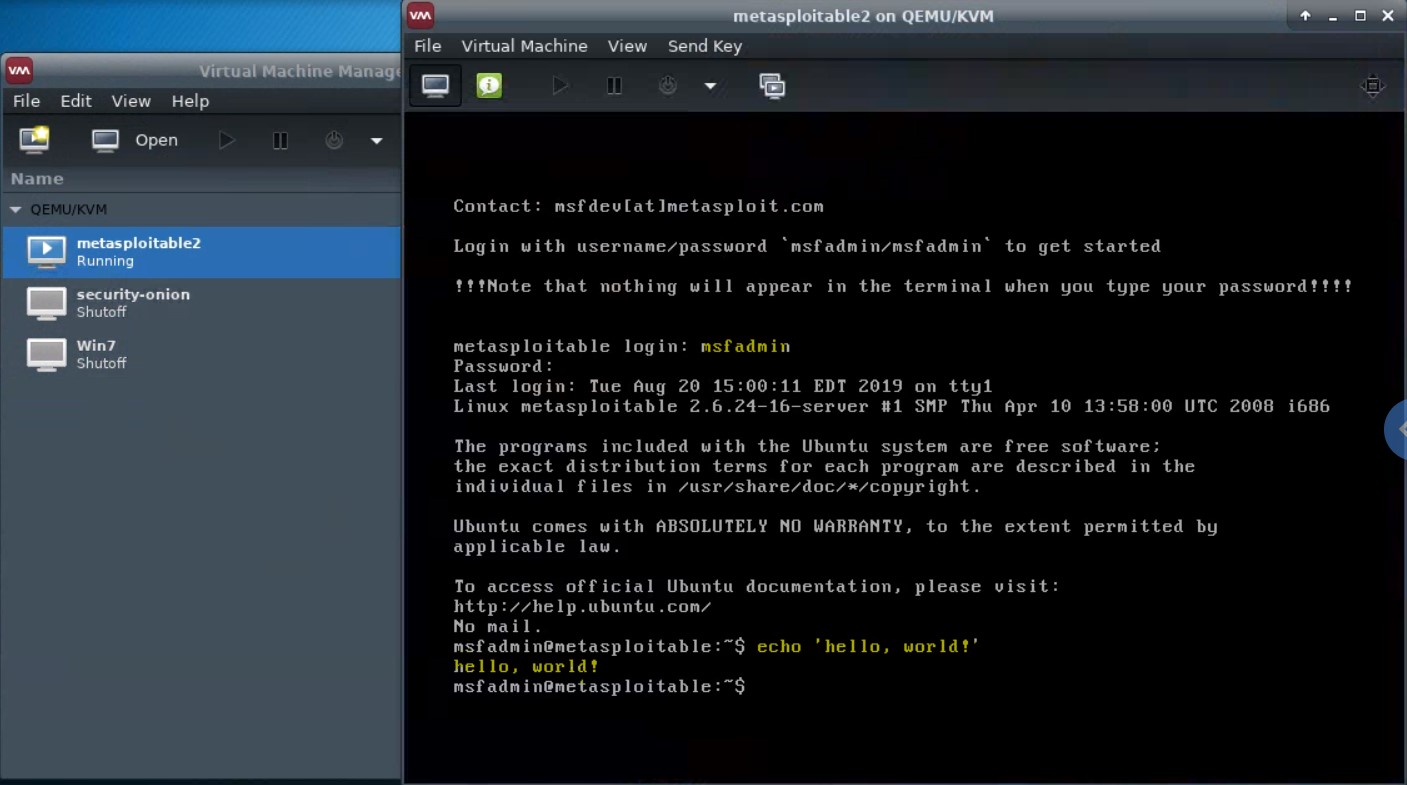 Virtual Machine Manage
File Edit View Help
Open
Name
QEMU/KVM
metasploitable2
Running
security-onion
Shutoff
Win7
Shutoff
metasploitable2 on QEMU/KVM
File Virtual Machine View Send Key
Contact: msfdev[at]metasploit.com
Login with username/password `msfadmin/msfadmin` to get started
!!!Note that nothing will appear in the terminal when you type your password!!!!
metasploitable login: msfadmin
Password:
Last login: Tue Aug 20 15:00:11 EDT 2019 on tty1
Linux metasploitable 2.6.24-16-server #1 SMP Thu Apr 10 13:58:00 UTC 2008 i686
The programs included with the Ubuntu system are free software;
the exact distribution terms for each program are described in the
individual files in /usr/share/doc/*/copyright.
Ubuntu comes with ABSOLUTELY NO WARRANTY, to the extent permitted by
applicable law.
To access official Ubuntu documentation, please visit:
http://help.ubuntu.com/
No mail.
msfadmin@metasploitable:~$ echo 'hello, world!'
hello, world!
msfadmin@metasploitable:~$